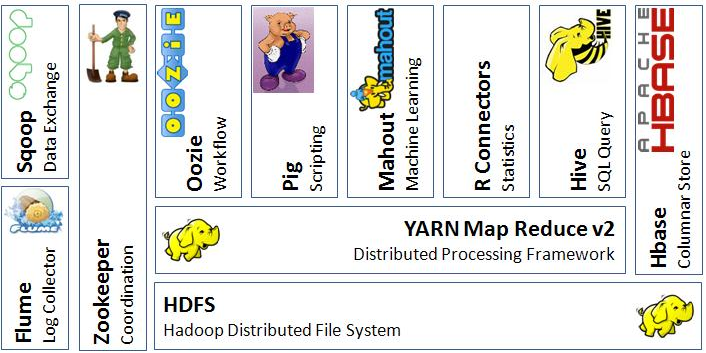 sqoop
Sqoop
Data Exchange
FLUME
Flume
Log Collector
Zookeeper
Coordination
OOZIE
Oozie
Workflow
Pig
Scripting
mahout
Mahout
Machine Learning
R Connectors
Statistics
HIVE
Hive
SQL Query
APACHE
HBASE
Hbase
Columnar Store
YARN Map Reduce v2
Distributed Processing Framework
HDFS
Hadoop Distributed File System